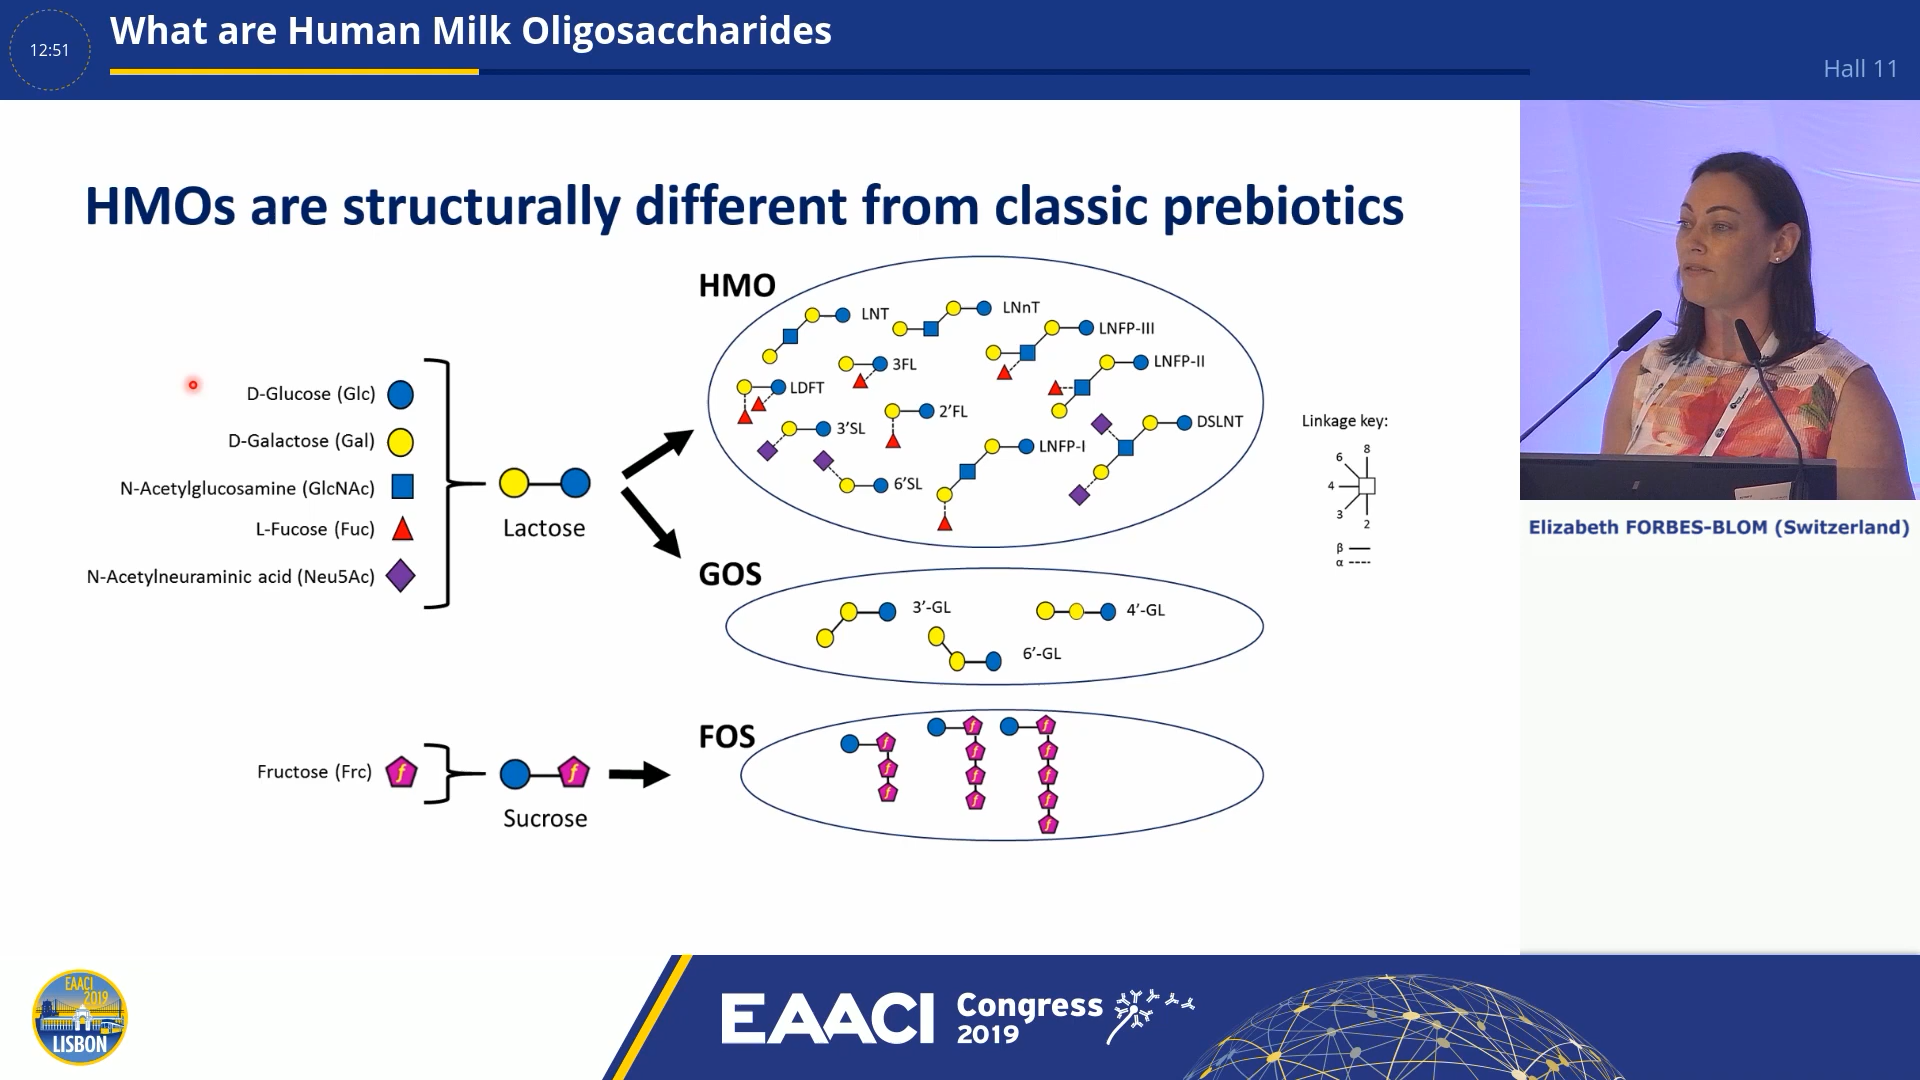 12:51
What are Human Milk Oligosaccharides
Hall 11
HMOs are structurally different from classic prebiotics
D-Glucose (Glc)
D-Galactose (Gal)
N-Acetylglucosamine (GlcNAc)
L-Fucose (Fuc)
N-Acetylneuraminic acid (Neu5Ac)
Lactose
Fructose (Frc)
f
f
Sucrose
HMO
LNT
LNnT
LNFP-III
3FL
LNFP-II
LDFT
2’FL
3’SL
DSLNT
LNFP-I
6’SL
GOS
3’-GL
4’-GL
6’-GL
FOS
f
f
f
f
f
f
f
f
f
f
f
f
Linkage key:
8
6
4
3
2
β
α
Elizabeth FORBES-BLOM (Switzerland)
EAACI
2019
LISBON
EAACI Congress
2019